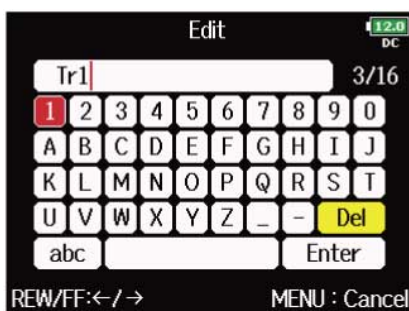 Edit
12.0
DC
Tr1
3/16
1 2 3 4 5 6 7 8 9 0
A B C D E F G H I J
K L M N O P Q R S T
U V W X Y Z _ - Del
abc Enter
REW/FF:←/→ MENU : Cancel